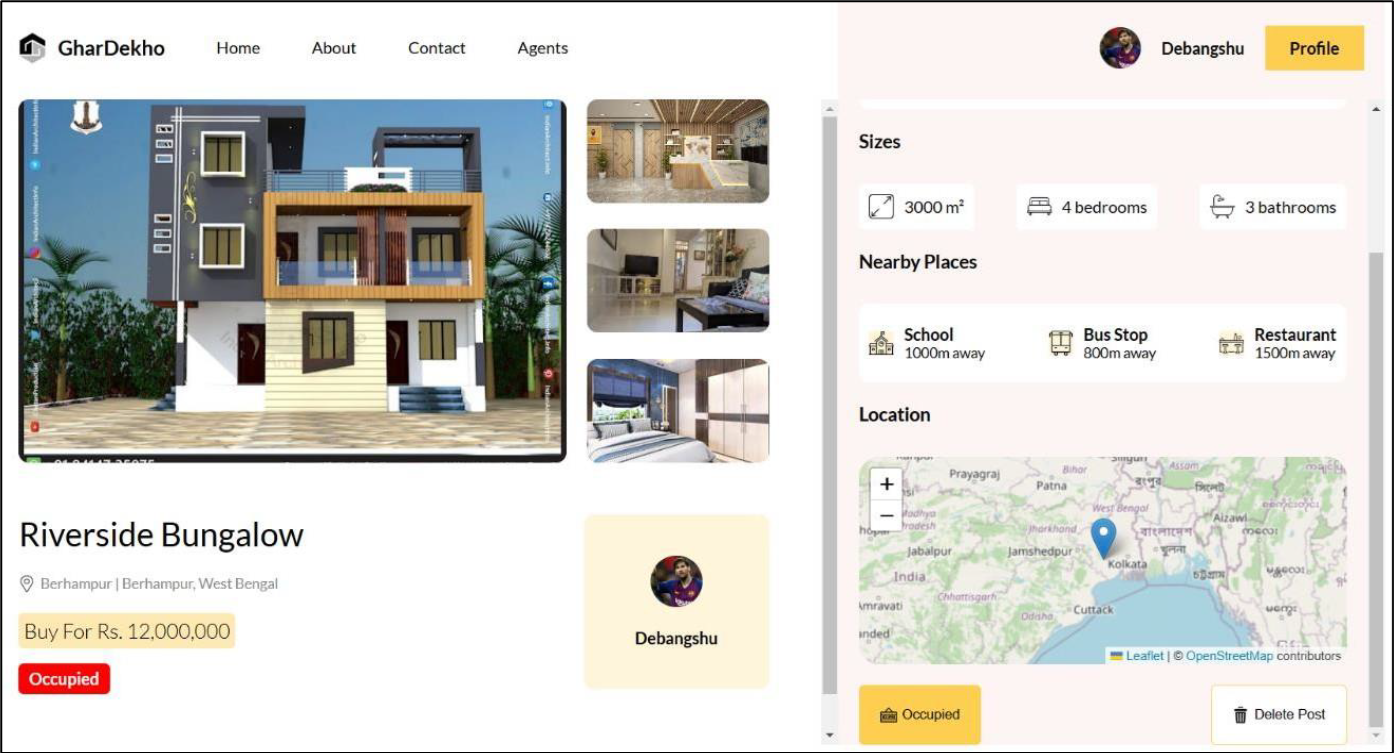 GharDekho
Home
About
Contact
Agents
Debangshu
Profile
Riverside Bungalow
Berhampur | Berhampur, West Bengal
Buy For Rs. 12,000,000
Occupied
Debangshu
Sizes
3000 m²
4 bedrooms
3 bathrooms
Nearby Places
School
1000m away
Bus Stop
800m away
Restaurant
1500m away
Location
+
−
Prayagraj
Bihar
Patna
Siliguri
Assam
রংপুর
সিলেট
Madhya
Pradesh
West Bengal
Jharkhand
বাংলাদেশ
Aizawl
Jabalpur
Jamshedpur
Kolkata
খুলনা
চট্টগ্রাম
India
Chhattisgarh
Cuttack
Odisha
Leaflet | © OpenStreetMap contributors
Occupied
Delete Post